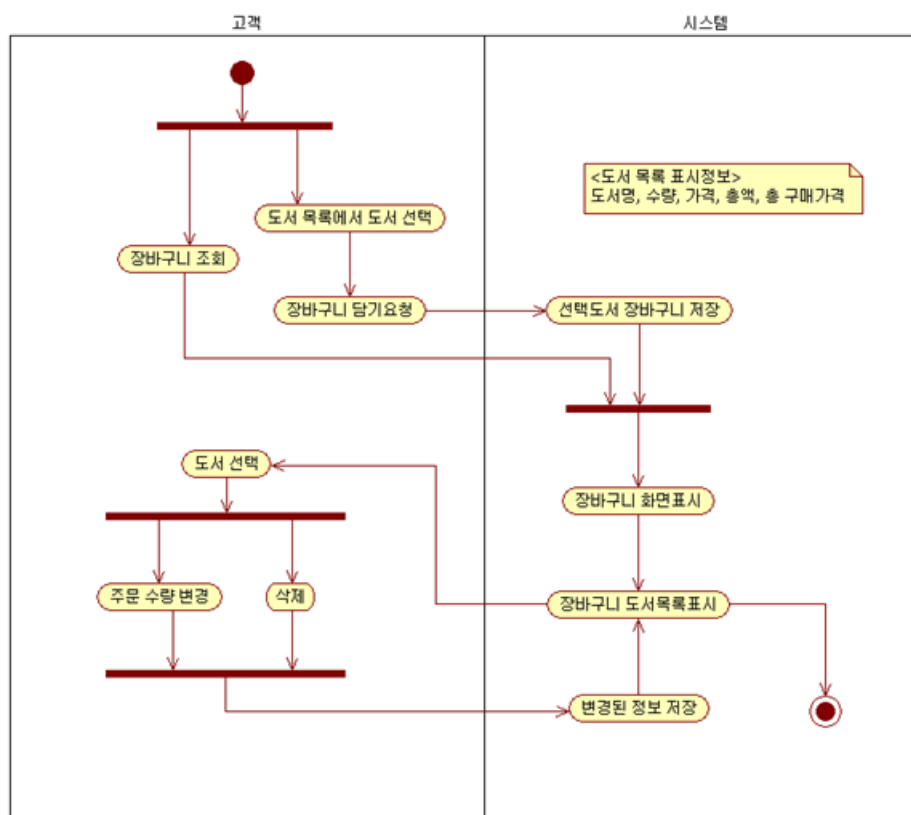 고객
시스템
<도서 목록 표시정보>
도서명, 수량, 가격, 총액, 총 구매가격
도서 목록에서 도서 선택
장바구니 조회
장바구니 담기요청
선택도서 장바구니 저장
도서 선택
장바구니 화면표시
주문 수량 변경
삭제
장바구니 도서목록표시
변경된 정보 저장